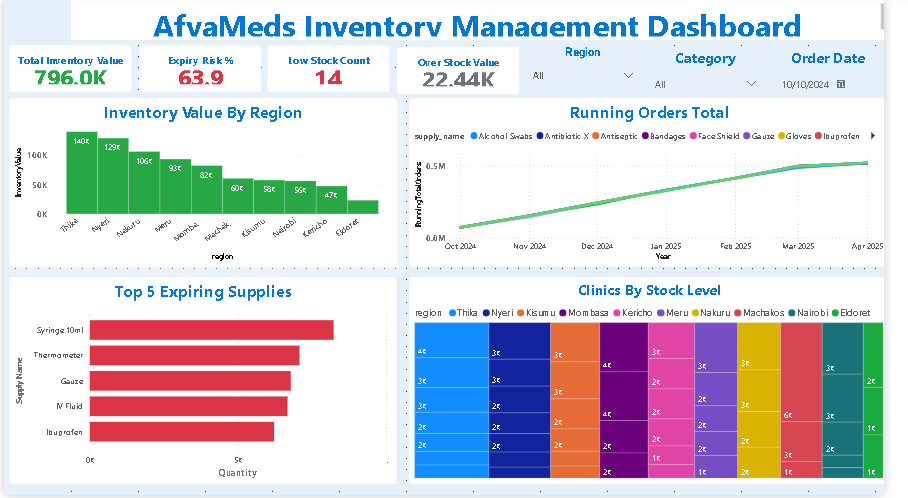 AfvaMeds Inventory Management Dashboard
Total Inventory Value
796.0K
Expiry Risk %
63.9
Low Stock Count
14
Over Stock Value
22.44K
Region
All
Category
All
Order Date
10/10/2024
Inventory Value By Region
InventoryValue
100K
50K
0K
140K
129K
106K
93K
82K
60K
58K
56K
47K
Thika
Nyeri
Nakuru
Meru
Momba...
Machak...
Kisumu
Nairobi
Kericho
Eldoret
region
Running Orders Total
supply_name Alcohol Swabs Antibiotic X Antiseptic Bandages Face Shield Gauze Gloves Ibuprofen
RunningTotalOrders
0.5M
0.0M
Oct 2024 Nov 2024 Dec 2024 Jan 2025 Feb 2025 Mar 2025 Apr 2025
Year
Top 5 Expiring Supplies
Supply Name
Syringe 10ml
Thermometer
Gauze
IV Fluid
Ibuprofen
0K 5K
Quantity
Clinics By Stock Level
region Thika Nyeri Kisumu Mombasa Kericho Meru Nakuru Machakos Nairobi Eldoret
4K
3K
3K
2K
2K
3K
3K
2K
2K
2K
3K
3K
2K
2K
4K
4K
2K
3K
2K
2K
2K
1K
3K
2K
2K
2K
1K
3K
3K
2K
2K
6K
3K
1K
3K
3K
2K
1K
2K
1K